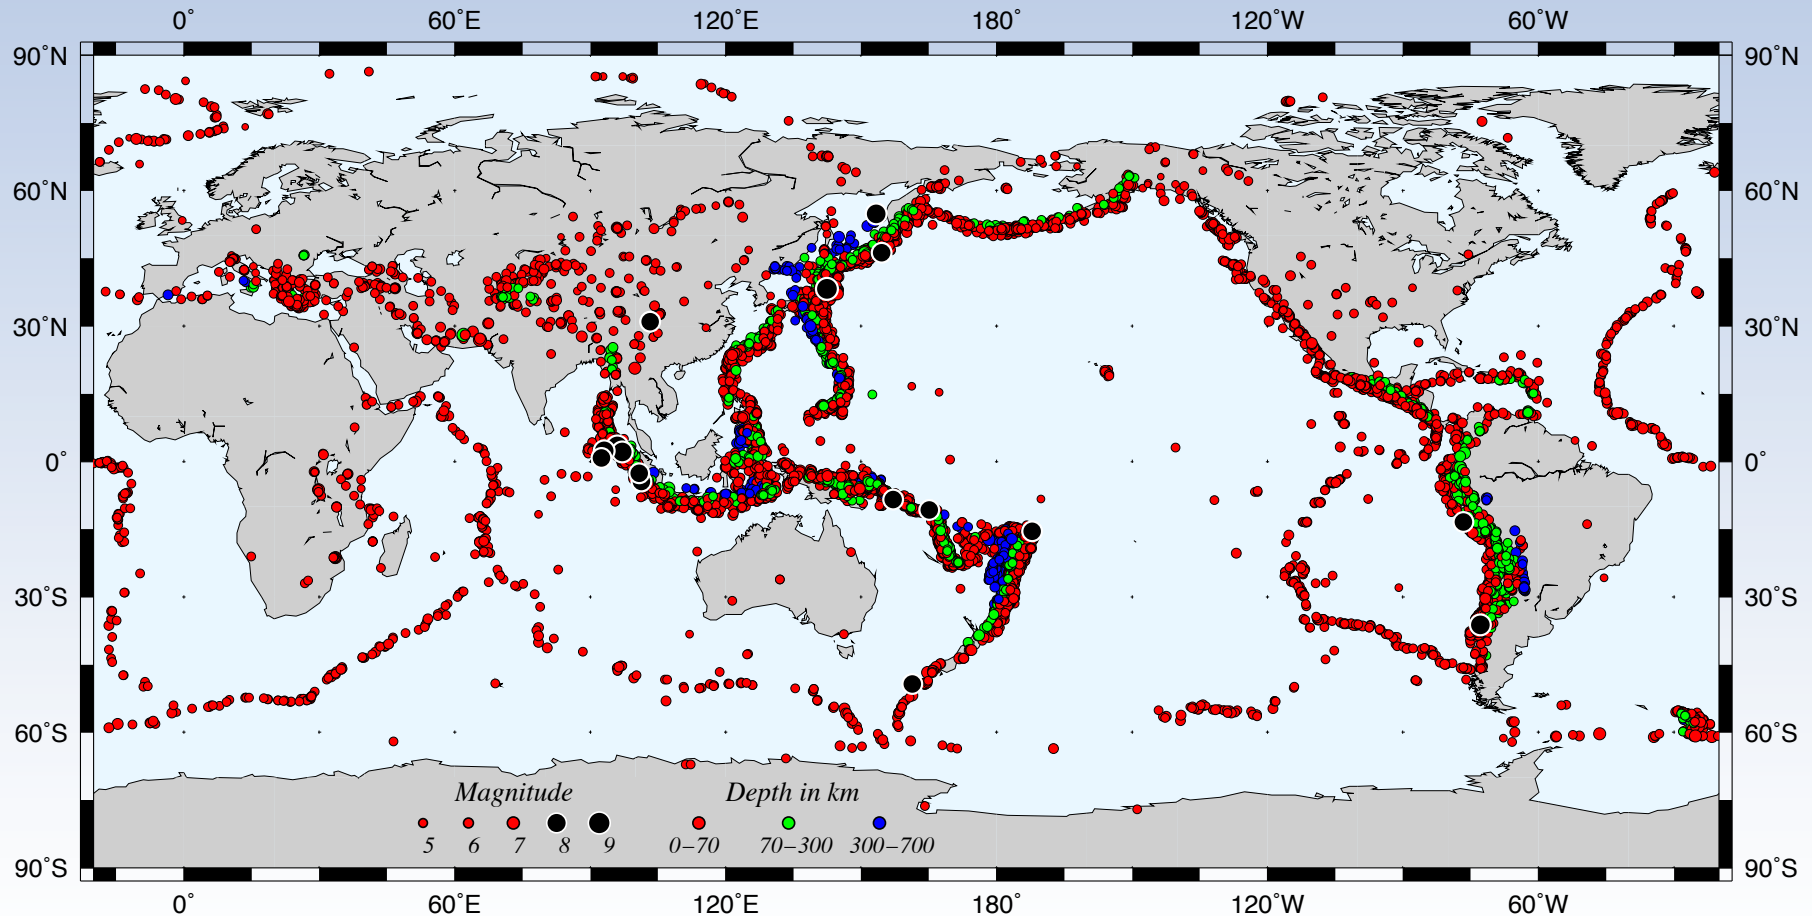 0° 60°E 120°E 180° 120°W 60°W
90°N 90°N
60°N 60°N
30°N 30°N
0° 0°
30°S 30°S
60°S 60°S
Magnitude Depth in km
5 6 7 8 9 0–70 70–300 300–700
90°S 90°S
0° 60°E 120°E 180° 120°W 60°W